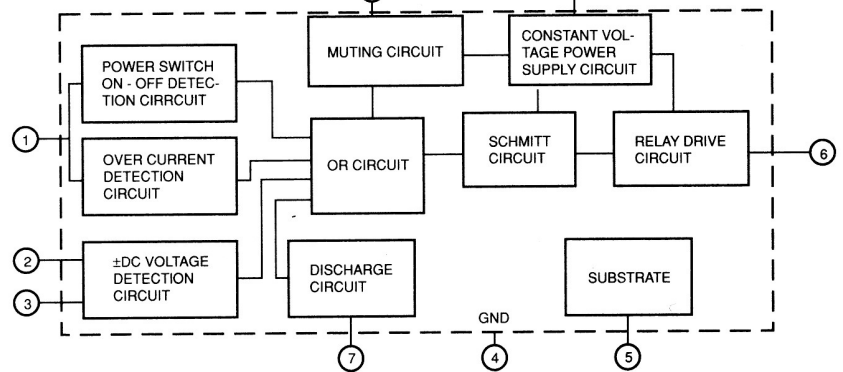 MUTING CIRCUIT
CONSTANT VOL-
TAGE POWER
SUPPLY CIRCUIT
POWER SWITCH
ON - OFF DETEC-
TION CIRRCUIT
1
OVER CURRENT
DETECTION
CIRCUIT
OR CIRCUIT
SCHMITT
CIRCUIT
RELAY DRIVE
CIRCUIT
6
2
3
±DC VOLTAGE
DETECTION
CIRCUIT
DISCHARGE
CIRCUIT
SUBSTRATE
GND
7
4
5